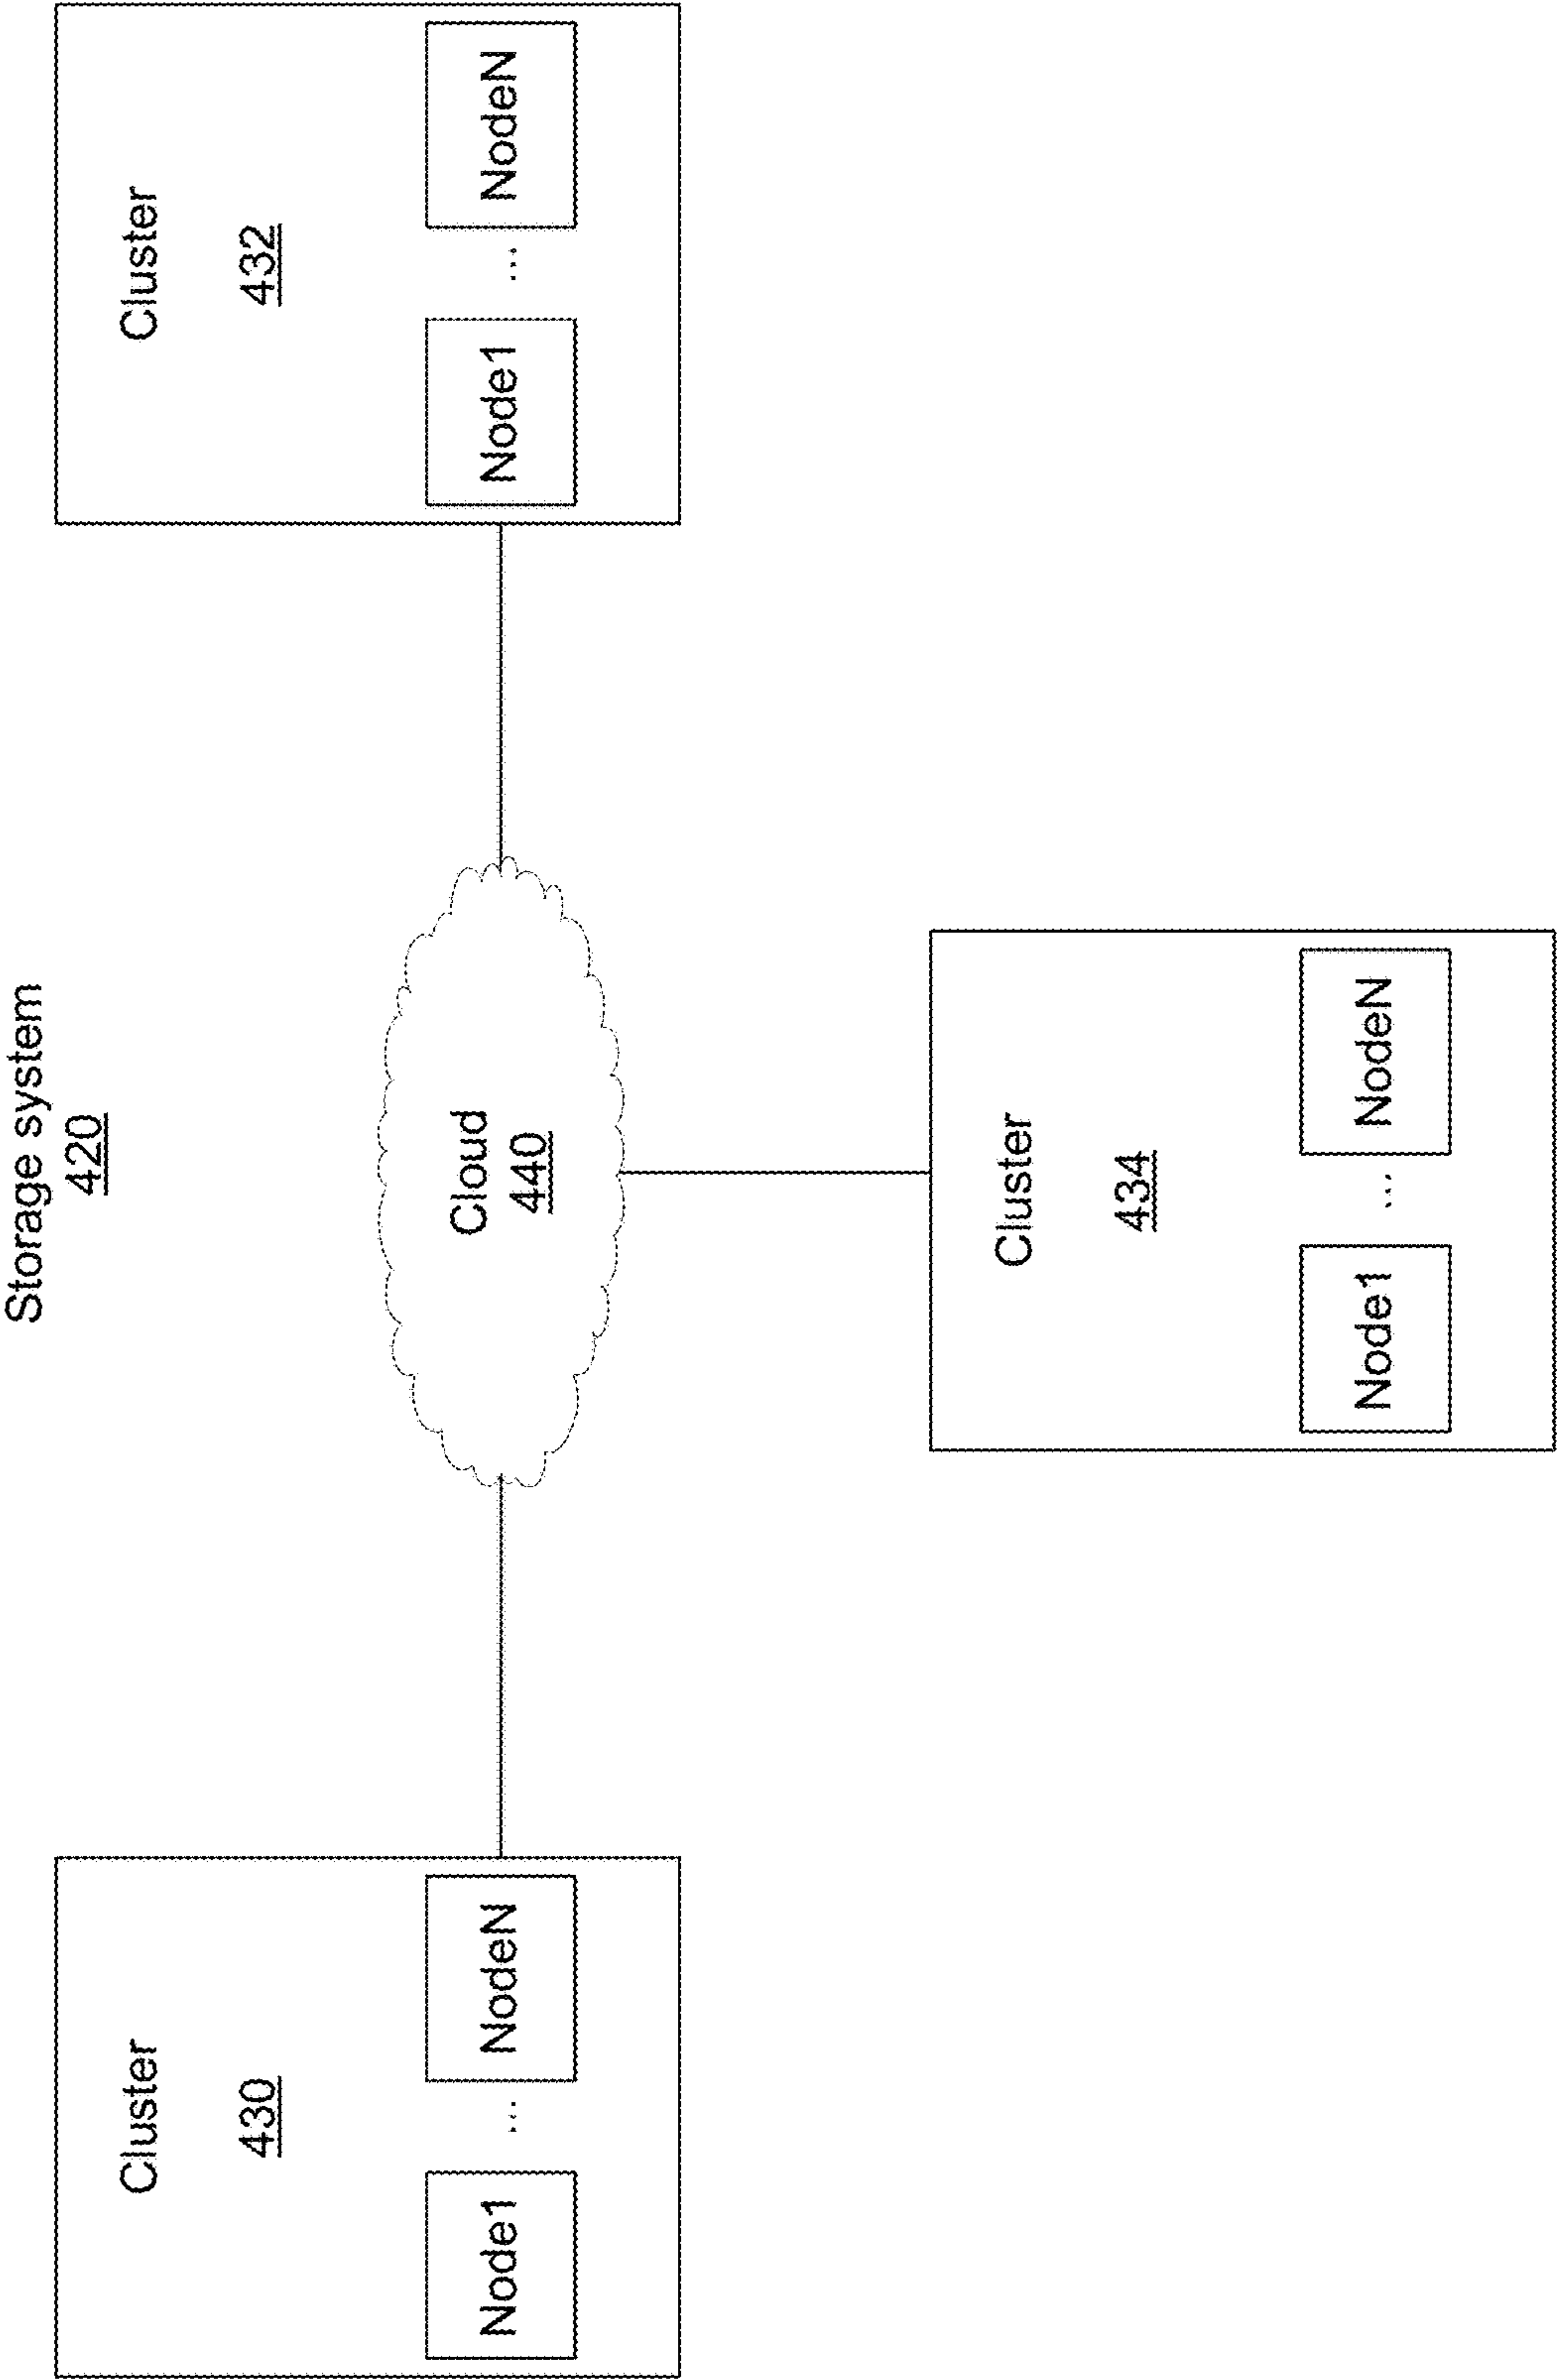 Storage system
420
Cluster
430
Node1
...
NodeN
Cloud
440
Cluster
432
Node1
...
NodeN
Cluster
434
Node1
...
NodeN